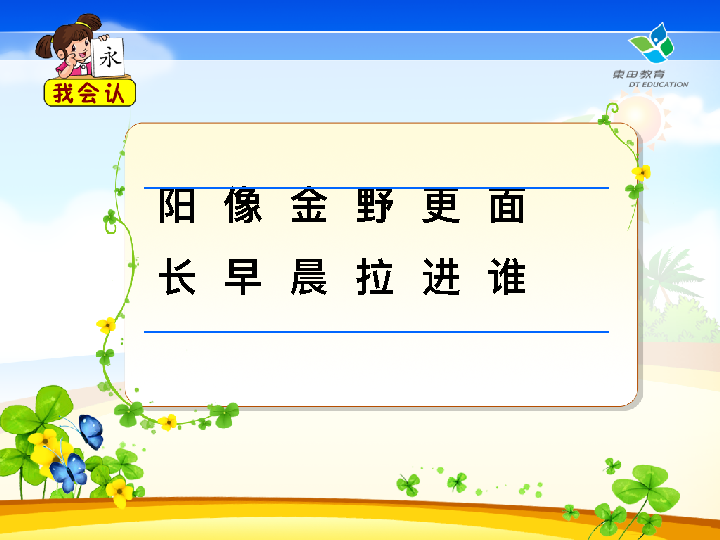 永
我会认
東田教育
DT EDUCATION
阳 像 金 野 更 面
长 早 晨 拉 进 谁